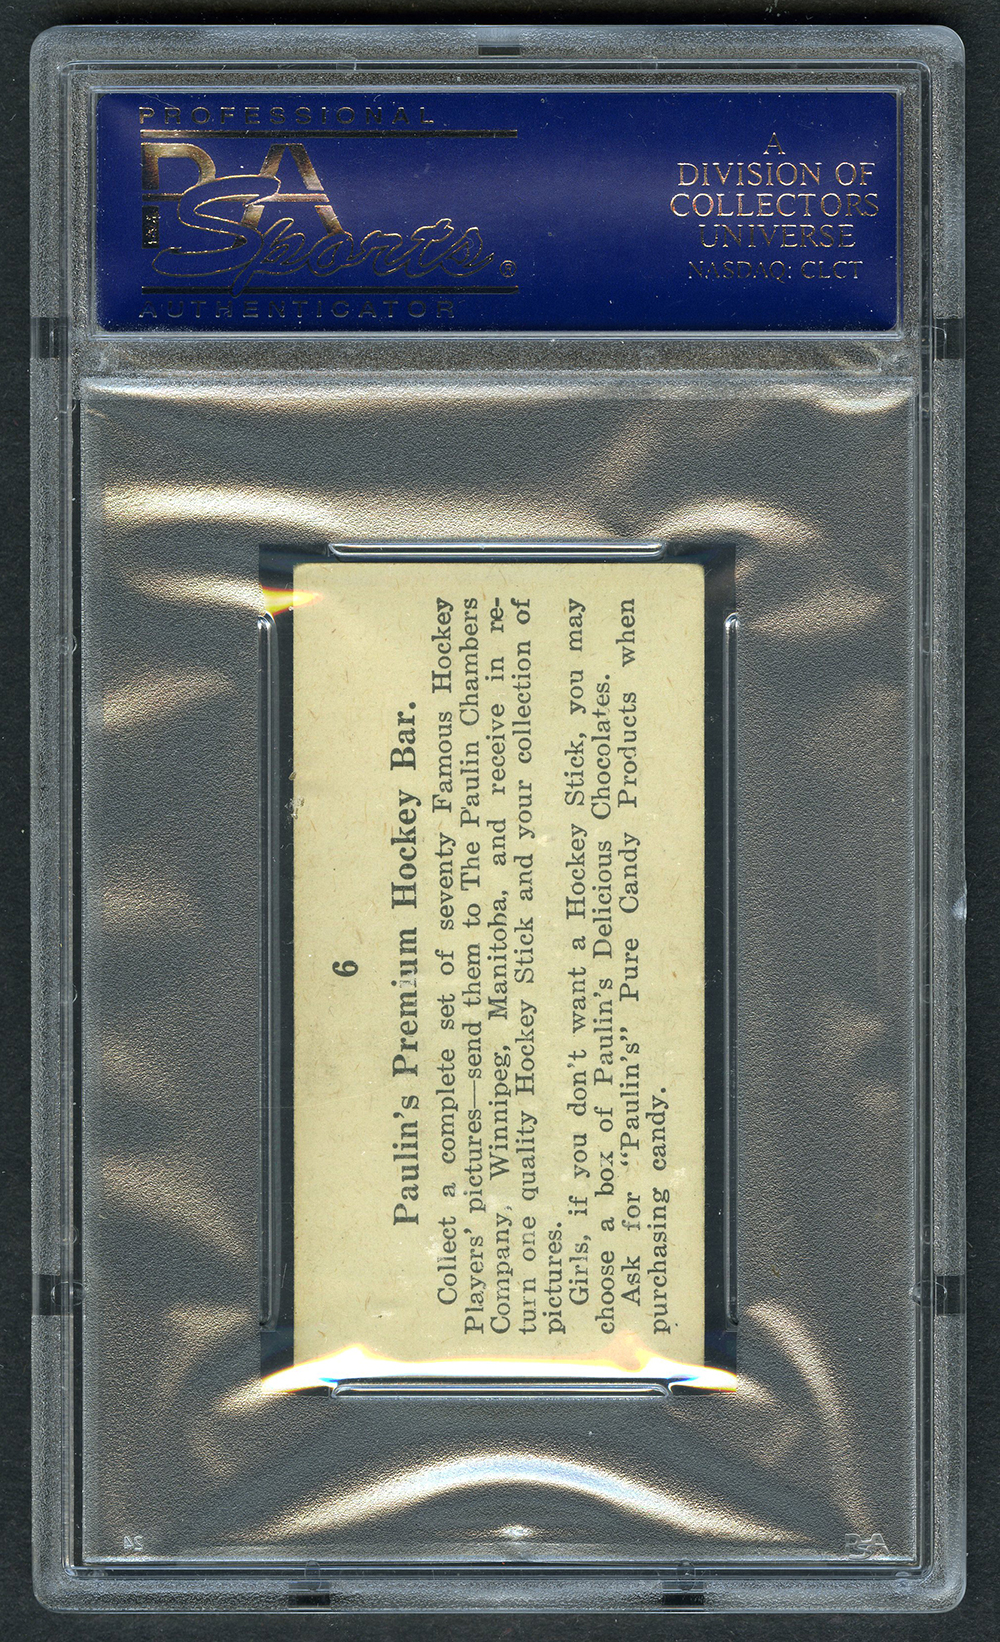 PROFESSIONAL
PSA
Sports®
AUTHENTICATOR
A
DIVISION OF
COLLECTORS
UNIVERSE
NASDAQ: CLCT
6
Paulin's Premium Hockey Bar.
Collect a complete set of seventy Famous Hockey
Players' pictures—send them to The Paulin Chambers
Company, Winnipeg, Manitoba, and receive in re-
turn one quality Hockey Stick and your collection of
pictures.
Girls, if you don't want a Hockey Stick, you may
choose a box of Paulin's Delicious Chocolates.
Ask for "Paulin's" Pure Candy Products when
purchasing candy.
24
PSA